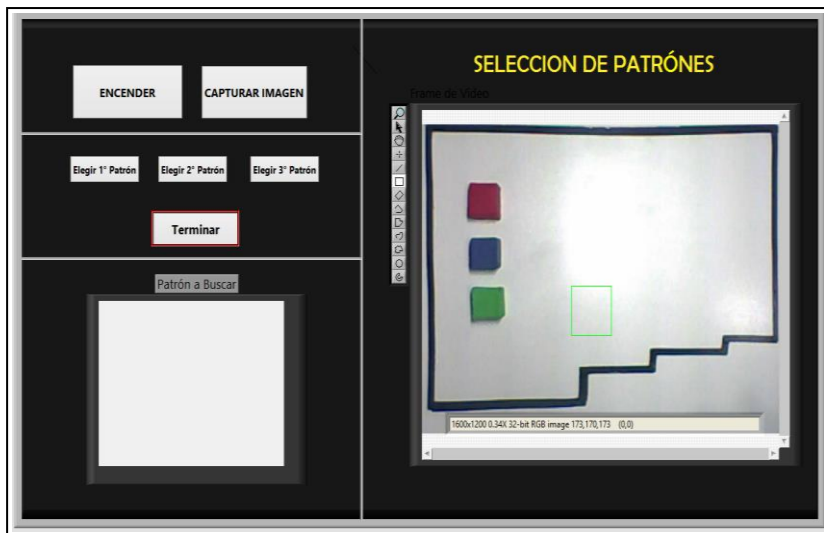 ENCENDER
CAPTURAR IMAGEN
Elegir 1° Patrón
Elegir 2° Patrón
Elegir 3° Patrón
Terminar
Patrón a Buscar
SELECCION DE PATRÓNES
Frame de Vídeo
1600x1200 0.34X 32-bit RGB image 173,170,173 (0,0)